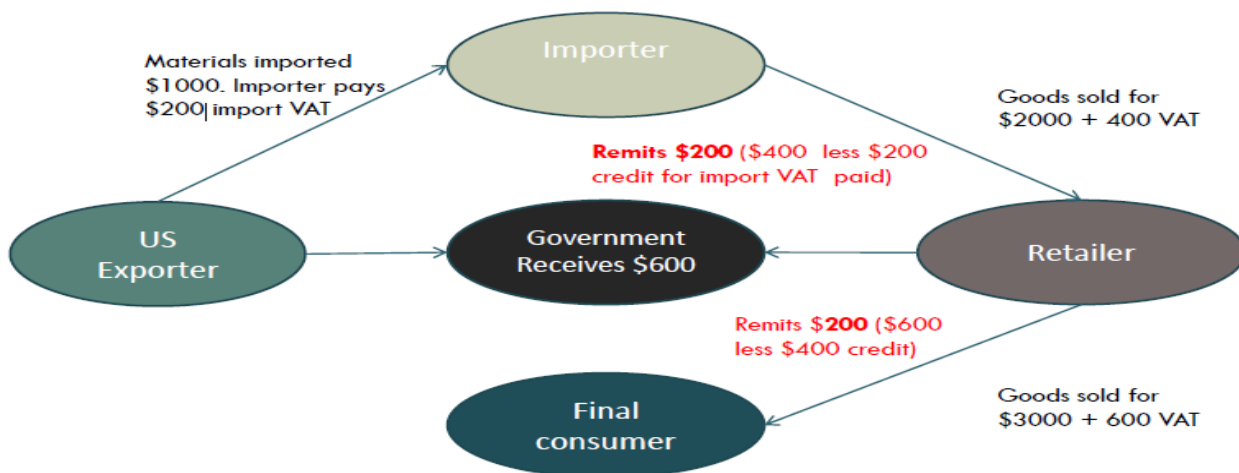 Importer
Materials imported
$1000. Importer pays
$200 import VAT
Goods sold for
$2000 + 400 VAT
Remits $200 ($400 less $200
credit for import VAT paid)
US
Exporter
Government
Receives $600
Retailer
Remits $200 ($600
less $400 credit)
Final
consumer
Goods sold for
$3000 + 600 VAT